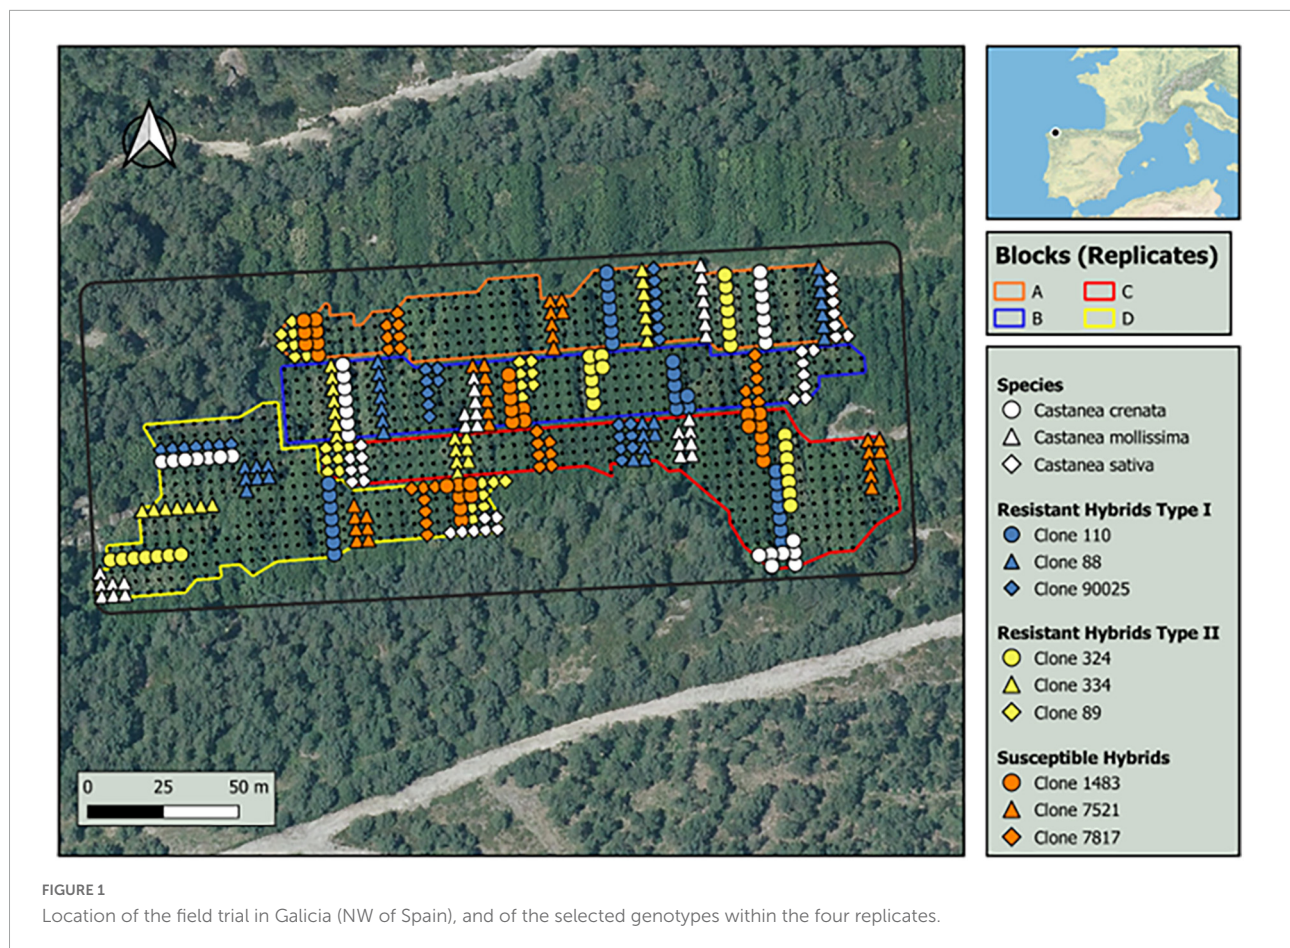 0 25 50 m
Blocks (Replicates)
A C
B D
Species
Castanea crenata
Castanea mollissima
Castanea sativa
Resistant Hybrids Type I
Clone 110
Clone 88
Clone 90025
Resistant Hybrids Type II
Clone 324
Clone 334
Clone 89
Susceptible Hybrids
Clone 1483
Clone 7521
Clone 7817
FIGURE 1
Location of the field trial in Galicia (NW of Spain), and of the selected genotypes within the four replicates.